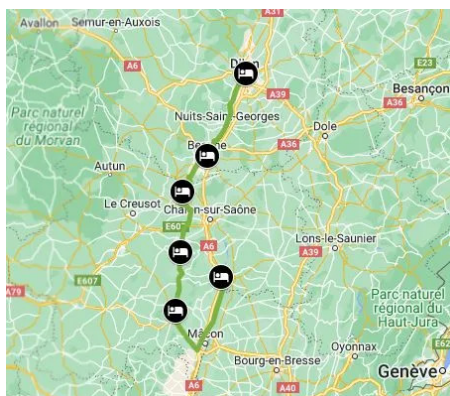 A31
Avallon
Semur-en-Auxois
A6
E23
Besançon
A39
A36
Nuits-Saint-Georges
Dole
Parc naturel
régional du
Morvan
A36
Autun
Le Creusot
Chalon-sur-Saône
E607
A6
Lons-le-Saunier
A39
E607
A79
Parc naturel
régional du
Haut-Jura
Mâcon
Oyonnax
E62
Bourg-en-Bresse
Genève
A6
A40